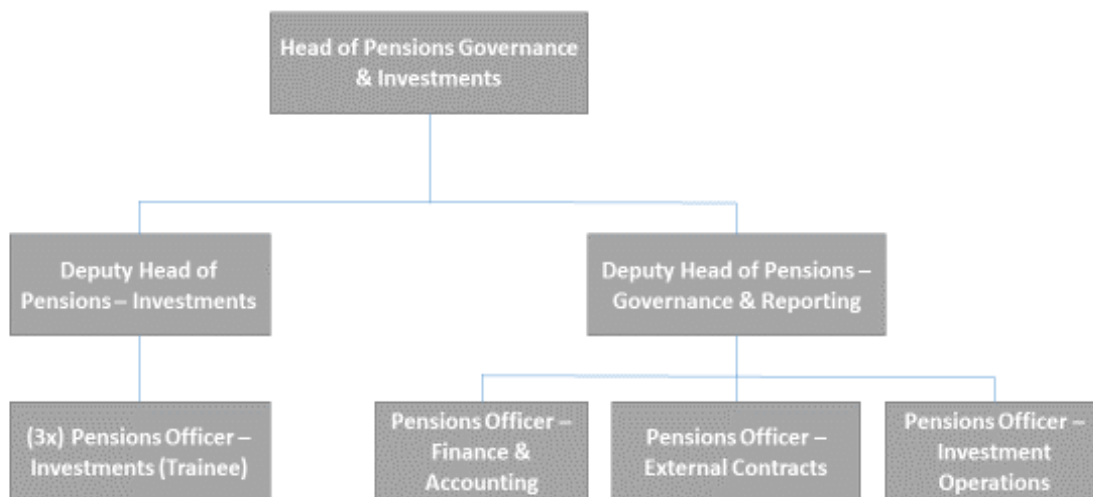 Head of Pensions Governance
& Investments
Deputy Head of
Pensions – Investments
Deputy Head of Pensions –
Governance & Reporting
(3x) Pensions Officer –
Investments (Trainee)
Pensions Officer –
Finance &
Accounting
Pensions Officer –
External Contracts
Pensions Officer –
Investment
Operations